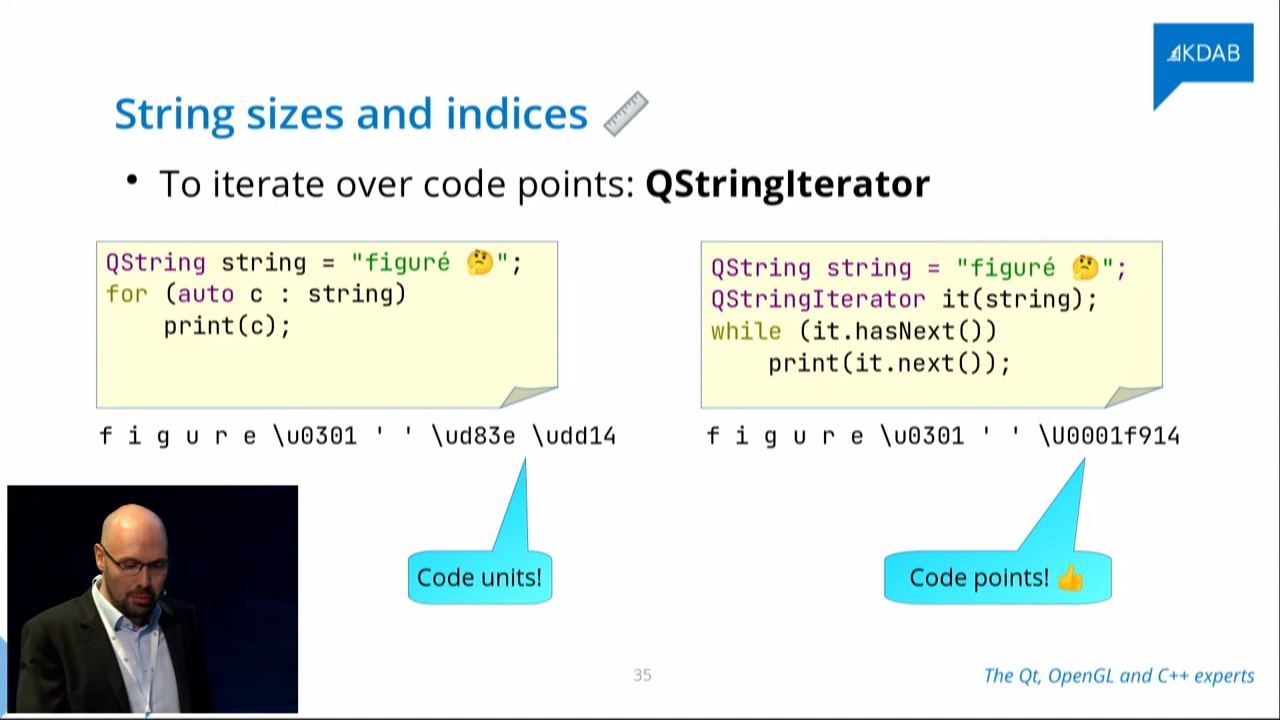 KDAB
String sizes and indices 📏
• To iterate over code points: QStringIterator
QString string = "figuré 🤔";
for (auto c : string)
    print(c);
f i g u r e \u0301 ' ' \ud83e \udd14
Code units!
QString string = "figuré 🤔";
QStringIterator it(string);
while (it.hasNext())
    print(it.next());
f i g u r e \u0301 ' ' \U0001f914
Code points! 👍
35
The Qt, OpenGL and C++ experts